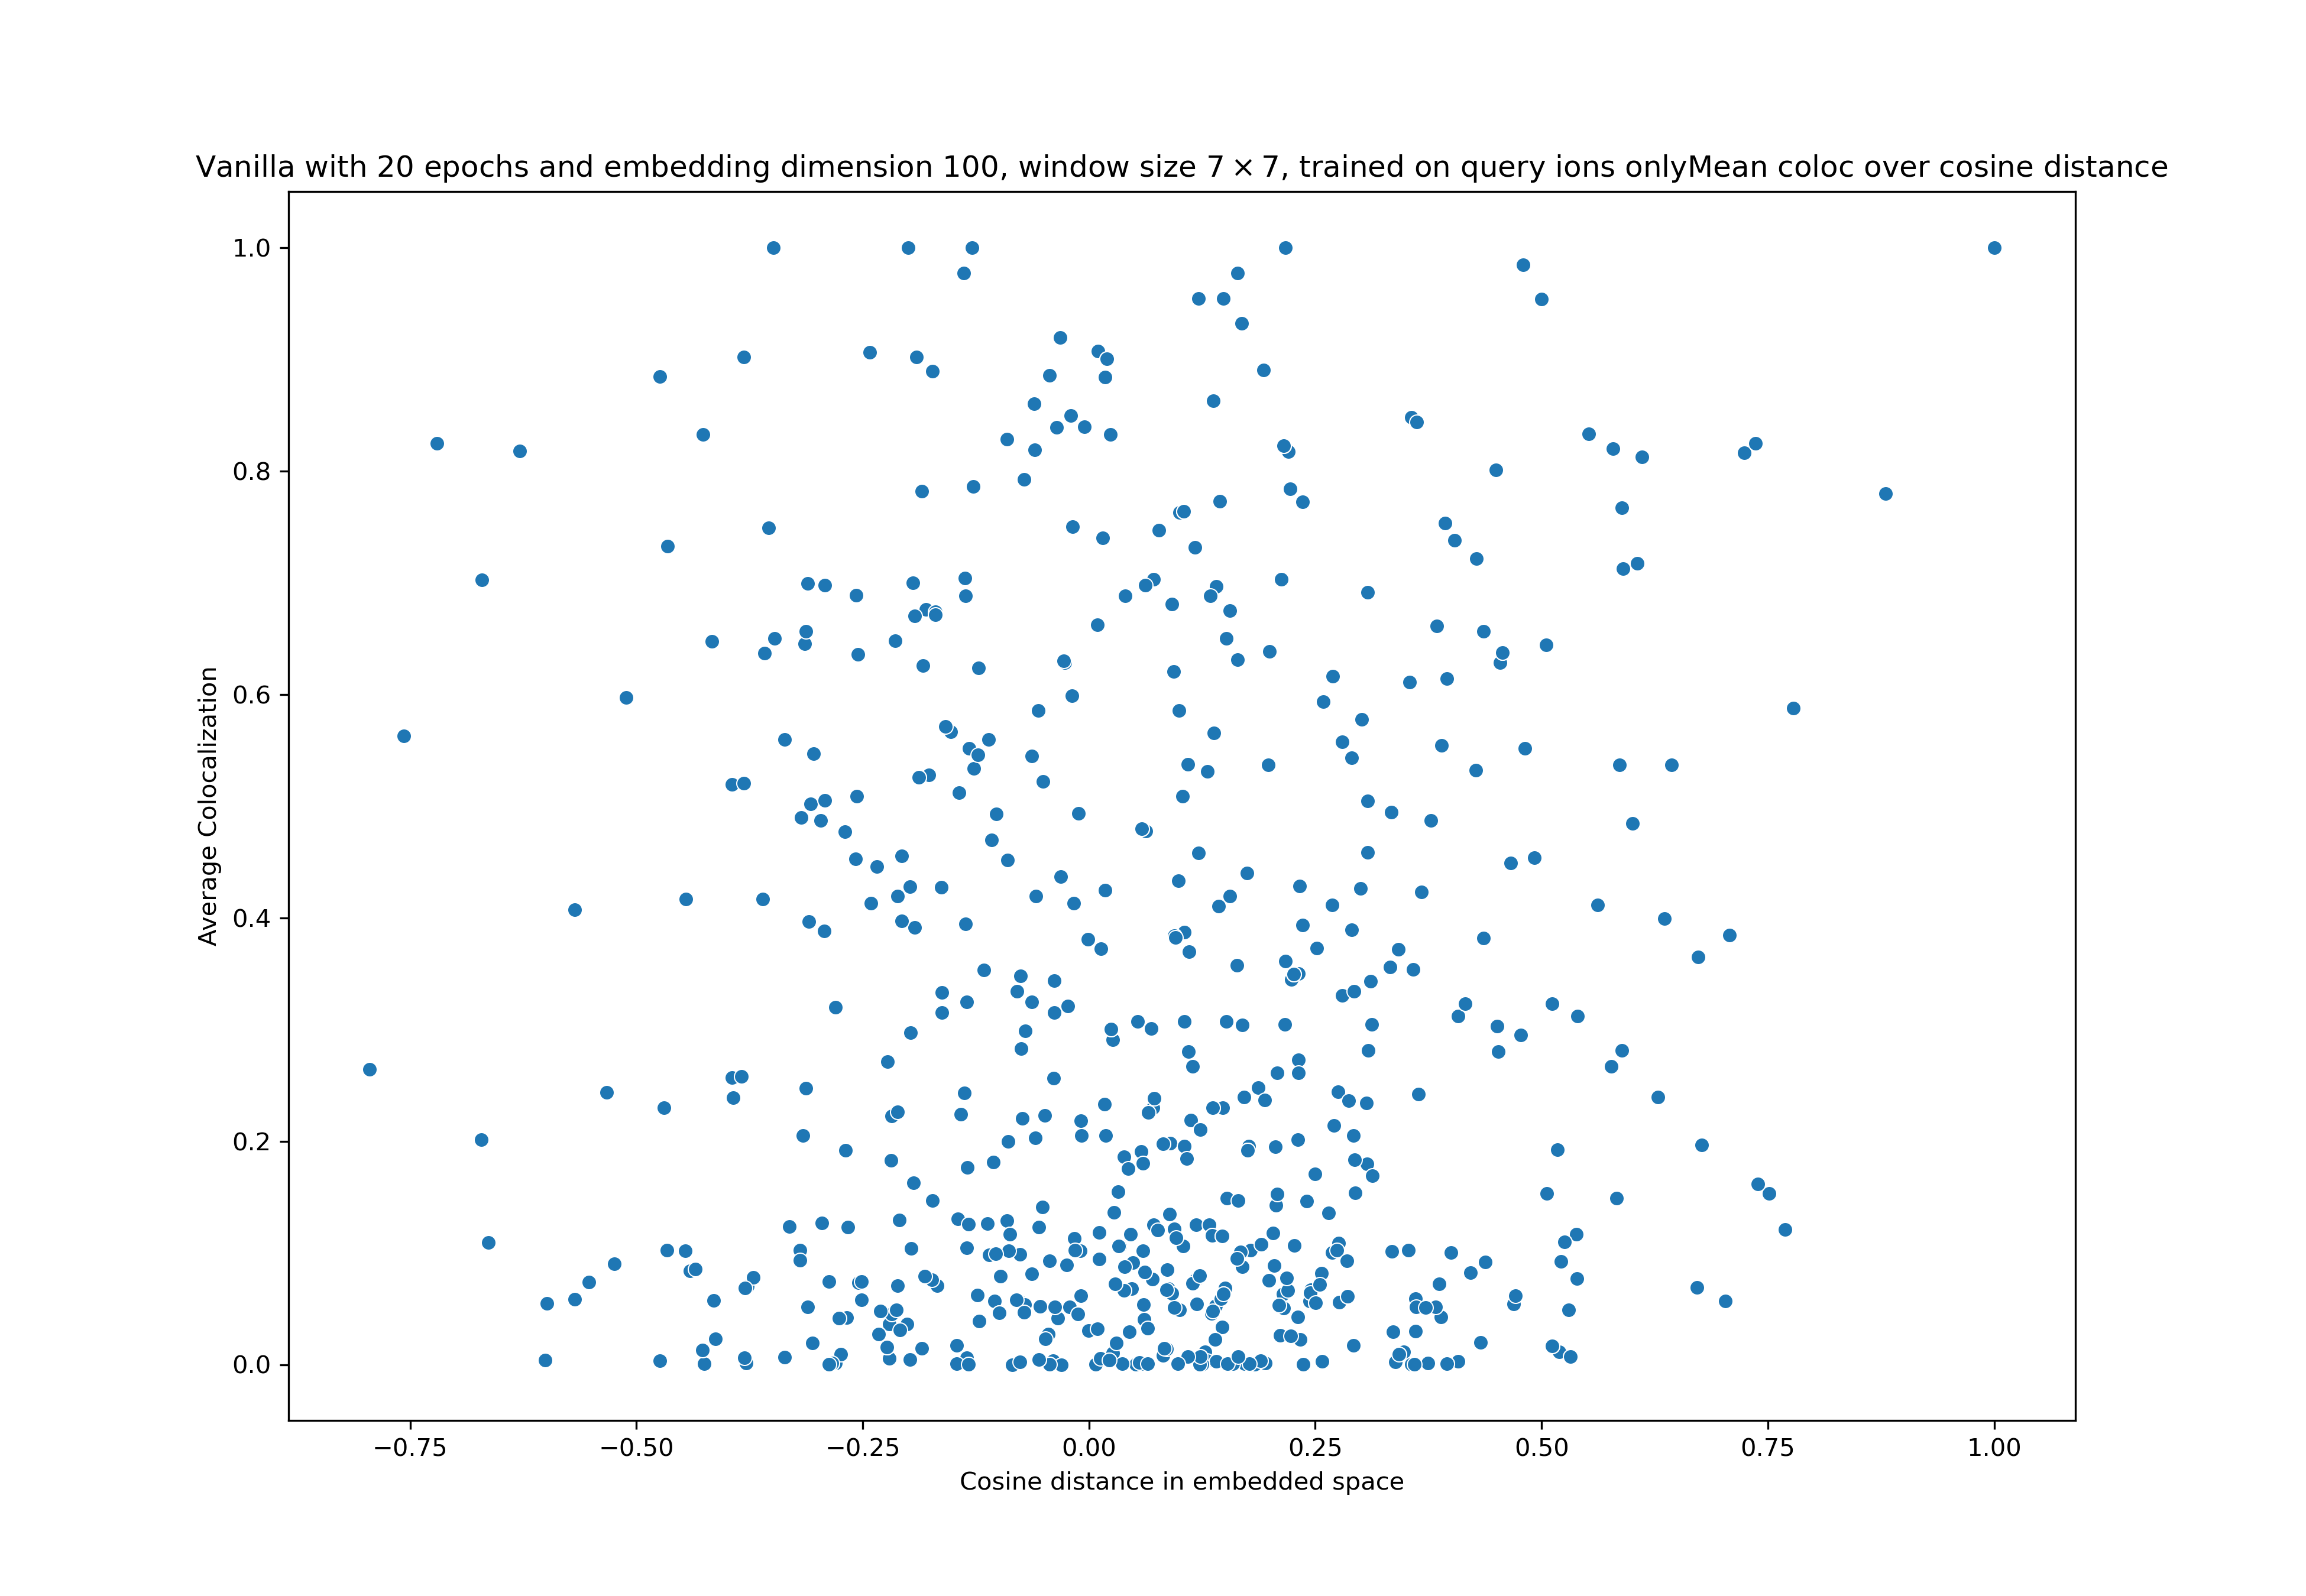 Vanilla with 20 epochs and embedding dimension 100, window size 7 × 7, trained on query ions onlyMean coloc over cosine distance
1.0
0.8
0.6
0.4
0.2
0.0
Average Colocalization
−0.75 −0.50 −0.25 0.00 0.25 0.50 0.75 1.00
Cosine distance in embedded space